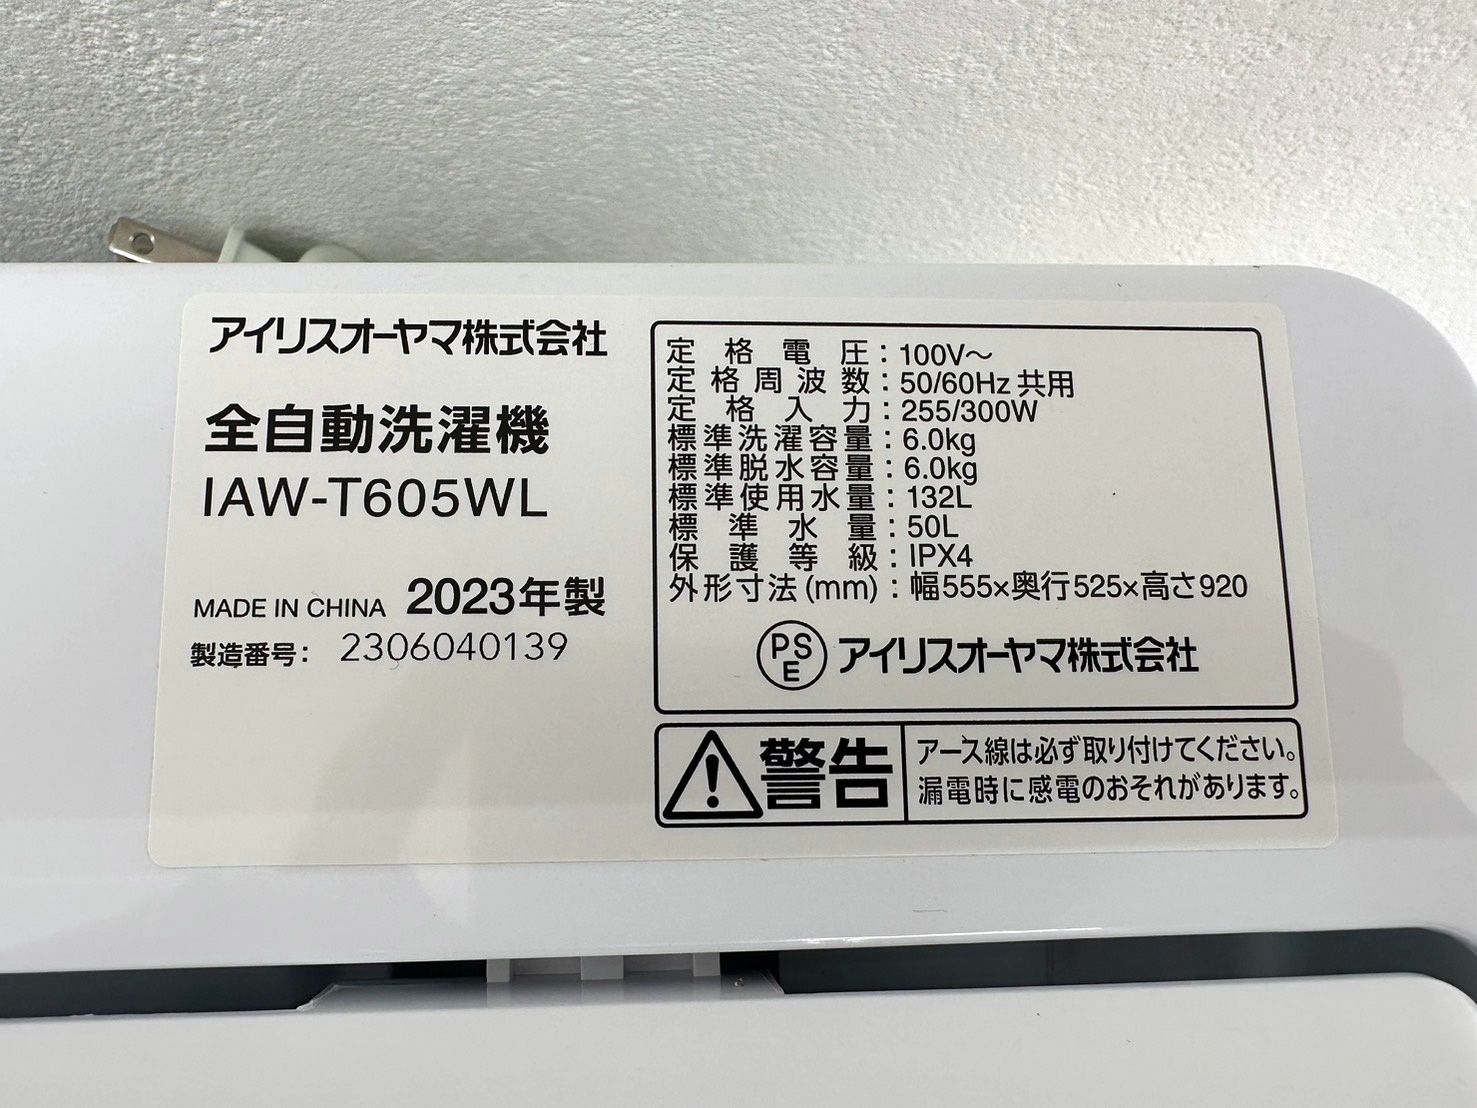 アイリスオーヤマ株式会社
全自動洗濯機
IAW-T605WL
MADE IN CHINA 2023年製
製造番号: 2306040139
定格電圧:100V～
定格周波数:50/60Hz共用
定格入力:255/300W
標準洗濯容量:6.0kg
標準脱水容量:6.0kg
標準使用水量:132L
標準水量:50L
保護等級:IPX4
外形寸法(mm):幅555×奥行525×高さ920
PSE アイリスオーヤマ株式会社
警告
アース線は必ず取り付けてください。
漏電時に感電のおそれがあります。